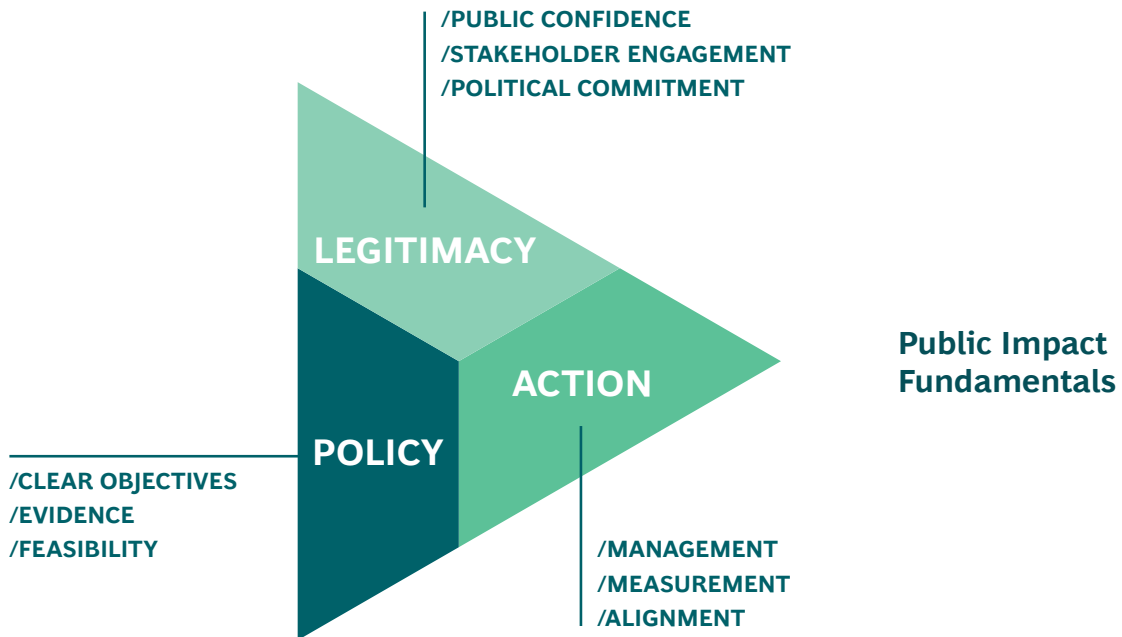 /PUBLIC CONFIDENCE
/STAKEHOLDER ENGAGEMENT
/POLITICAL COMMITMENT
LEGITIMACY
Public Impact
Fundamentals
ACTION
POLICY
/CLEAR OBJECTIVES
/EVIDENCE
/FEASIBILITY
/MANAGEMENT
/MEASUREMENT
/ALIGNMENT